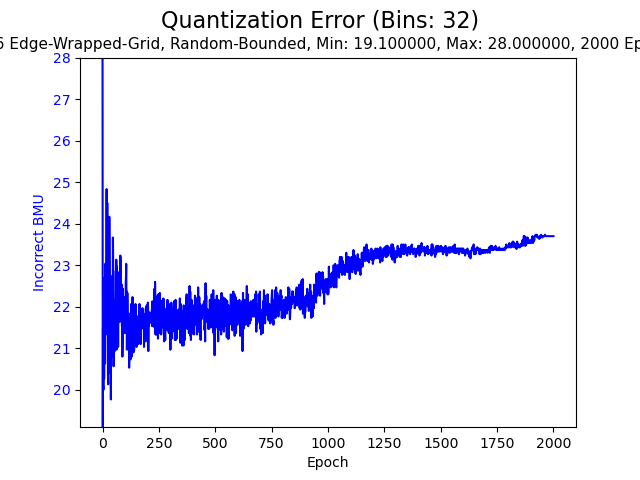 Quantization Error (Bins: 32)
6 Edge-Wrapped-Grid, Random-Bounded, Min: 19.100000, Max: 28.000000, 2000 Ep
28
27
26
25
24
23
22
21
20
Incorrect BMU
0 250 500 750 1000 1250 1500 1750 2000
Epoch